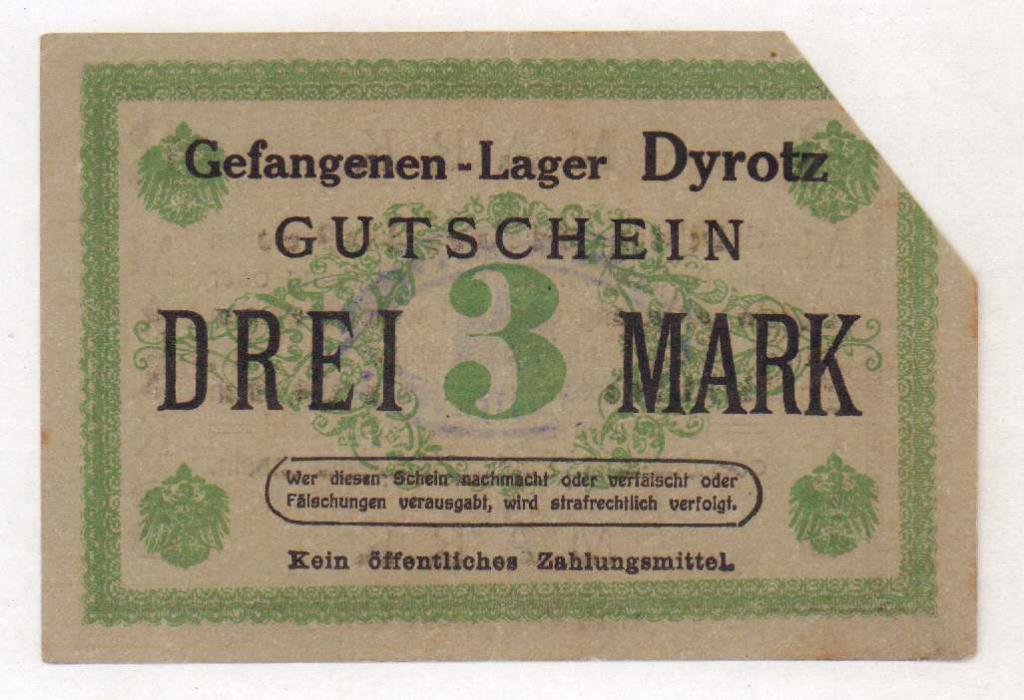 Gefangenen-Lager Dyrotz
GUTSCHEIN
DREI 3 MARK
Wer diesen Schein nachmacht oder verfälscht oder
Fälschungen verausgabt, wird strafrechtlich verfolgt.
Kein öffentliches Zahlungsmittel.